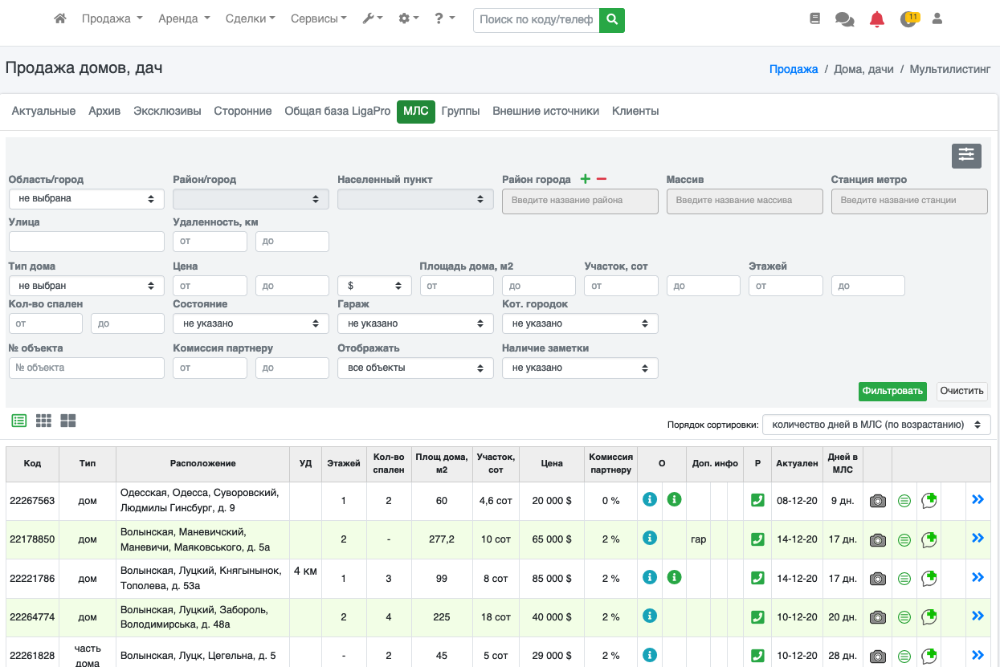 Продажа Аренда Сделки Сервисы ? Поиск по коду/телеф 11
Продажа домов, дач
Продажа / Дома, дачи / Мультилистинг
Актуальные Архив Эксклюзивы Сторонние Общая база LigaPro МЛС Группы Внешние источники Клиенты
Область/город Район/город Населенный пункт Район города Массив Станция метро
не выбрана Введите название района Введите название массива Введите название станции
Улица Удаленность, км
от до
Тип дома Цена Площадь дома, м2 Участок, сот Этажей
не выбран от до $ от до от до от до
Кол-во спален Состояние Гараж Кот. городок
от до не указано не указано не указано
№ объекта Комиссия партнеру Отображать Наличие заметки
№ объекта от до все объекты не указано
Фильтровать Очистить
Порядок сортировки: количество дней в МЛС (по возрастанию)
Код Тип Расположение УД Этажей Кол-во спален Площ дома, м2 Участок, сот Цена Комиссия партнеру О Доп. инфо Р Актуален Дней в МЛС
22267563 дом Одесская, Одесса, Суворовский, Людмилы Гинсбург, д. 9 1 2 60 4,6 сот 20 000 $ 0 % 08-12-20 9 дн.
22178850 дом Волынская, Маневичский, Маневичи, Маяковського, д. 5а 2 - 277,2 10 сот 65 000 $ 2 % гар 14-12-20 17 дн.
22221786 дом Волынская, Луцкий, Княгынынок, Тополева, д. 53а 4 км 1 3 99 8 сот 85 000 $ 2 % 14-12-20 17 дн.
22264774 дом Волынская, Луцкий, Забороль, Володимирська, д. 48а 2 4 225 18 сот 40 000 $ 2 % 10-12-20 20 дн.
22261828 часть дома Волынская, Луцк, Цегельна, д. 5 - 2 45 5 сот 29 000 $ 2 % 10-12-20 28 дн.